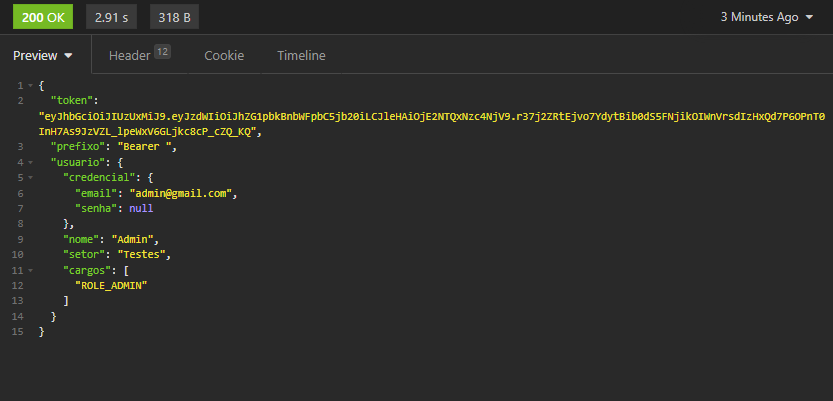 200 OK 2.91 s 318 B 3 Minutes Ago
Preview Header 12 Cookie Timeline
1 {
2 "token":
"eyJhbGciOiJIUzUxMiJ9.eyJzdWIiOiJhZG1pbkBnbWFpbC5jb20iLCJleHAiOjE2NTQxNzc4NjV9.r37j2ZRtEjvo7YdytBib0dS5FNjikOIWnVrsdIzHxQd7P6OPnT0
InH7As9JzVZL_lpeWxV6GLjkc8cP_cZQ_KQ",
3 "prefixo": "Bearer ",
4 "usuario": {
5 "credencial": {
6 "email": "admin@gmail.com",
7 "senha": null
8 },
9 "nome": "Admin",
10 "setor": "Testes",
11 "cargos": [
12 "ROLE_ADMIN"
13 ]
14 }
15 }